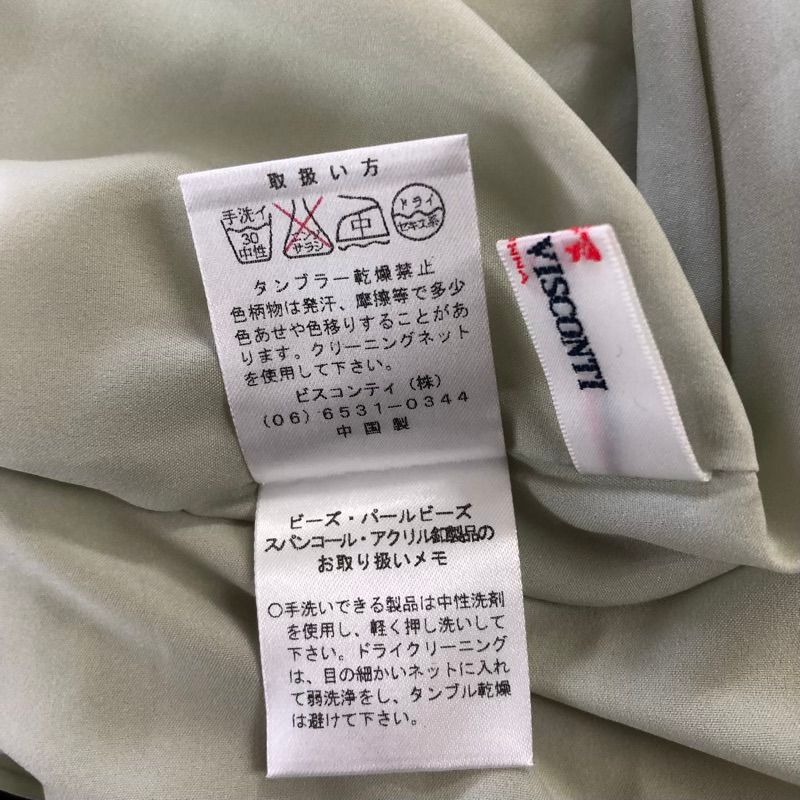 取扱い方
手洗イ
30
中性
エンソ
サラシ
中
ドライ
セキユ系
タンブラー乾燥禁止
色柄物は発汗、摩擦等で多少
色あせや色移りすることがあ
ります。クリーニングネット
を使用して下さい。
ビスコンティ(株)
(06)6531-0344
中国製
VISCONTI
ビーズ・パールビーズ
スパンコール・アクリル釦製品の
お取り扱いメモ
○手洗いできる製品は中性洗剤
を使用し、軽く押し洗いして
下さい。ドライクリーニング
は、目の細かいネットに入れ
て弱洗浄をし、タンブル乾燥
は避けて下さい。